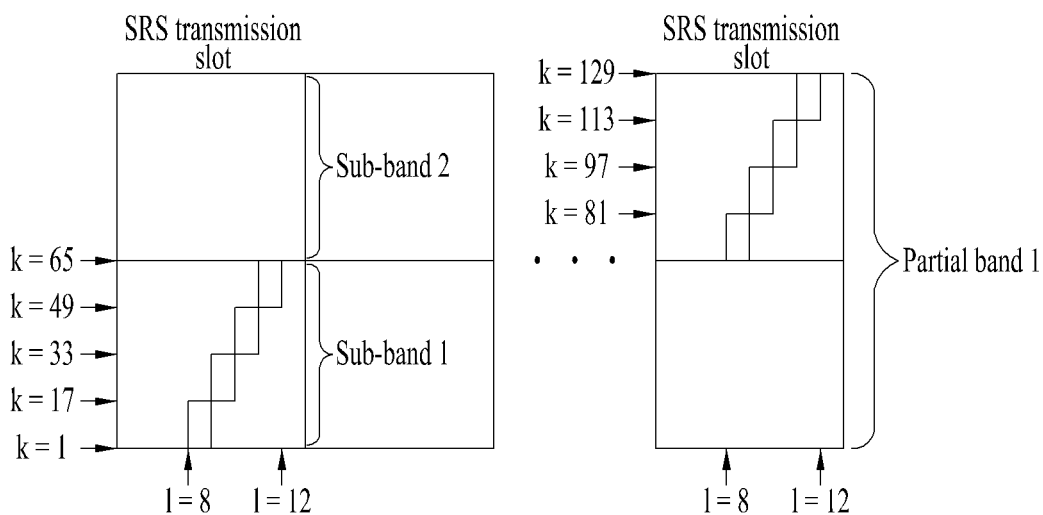 SRS transmission
slot
Sub-band 2
k = 65
k = 49
k = 33
k = 17
k = 1
Sub-band 1
l = 8
l = 12
SRS transmission
slot
k = 129
k = 113
k = 97
k = 81
• • •
Partial band 1
l = 8
l = 12